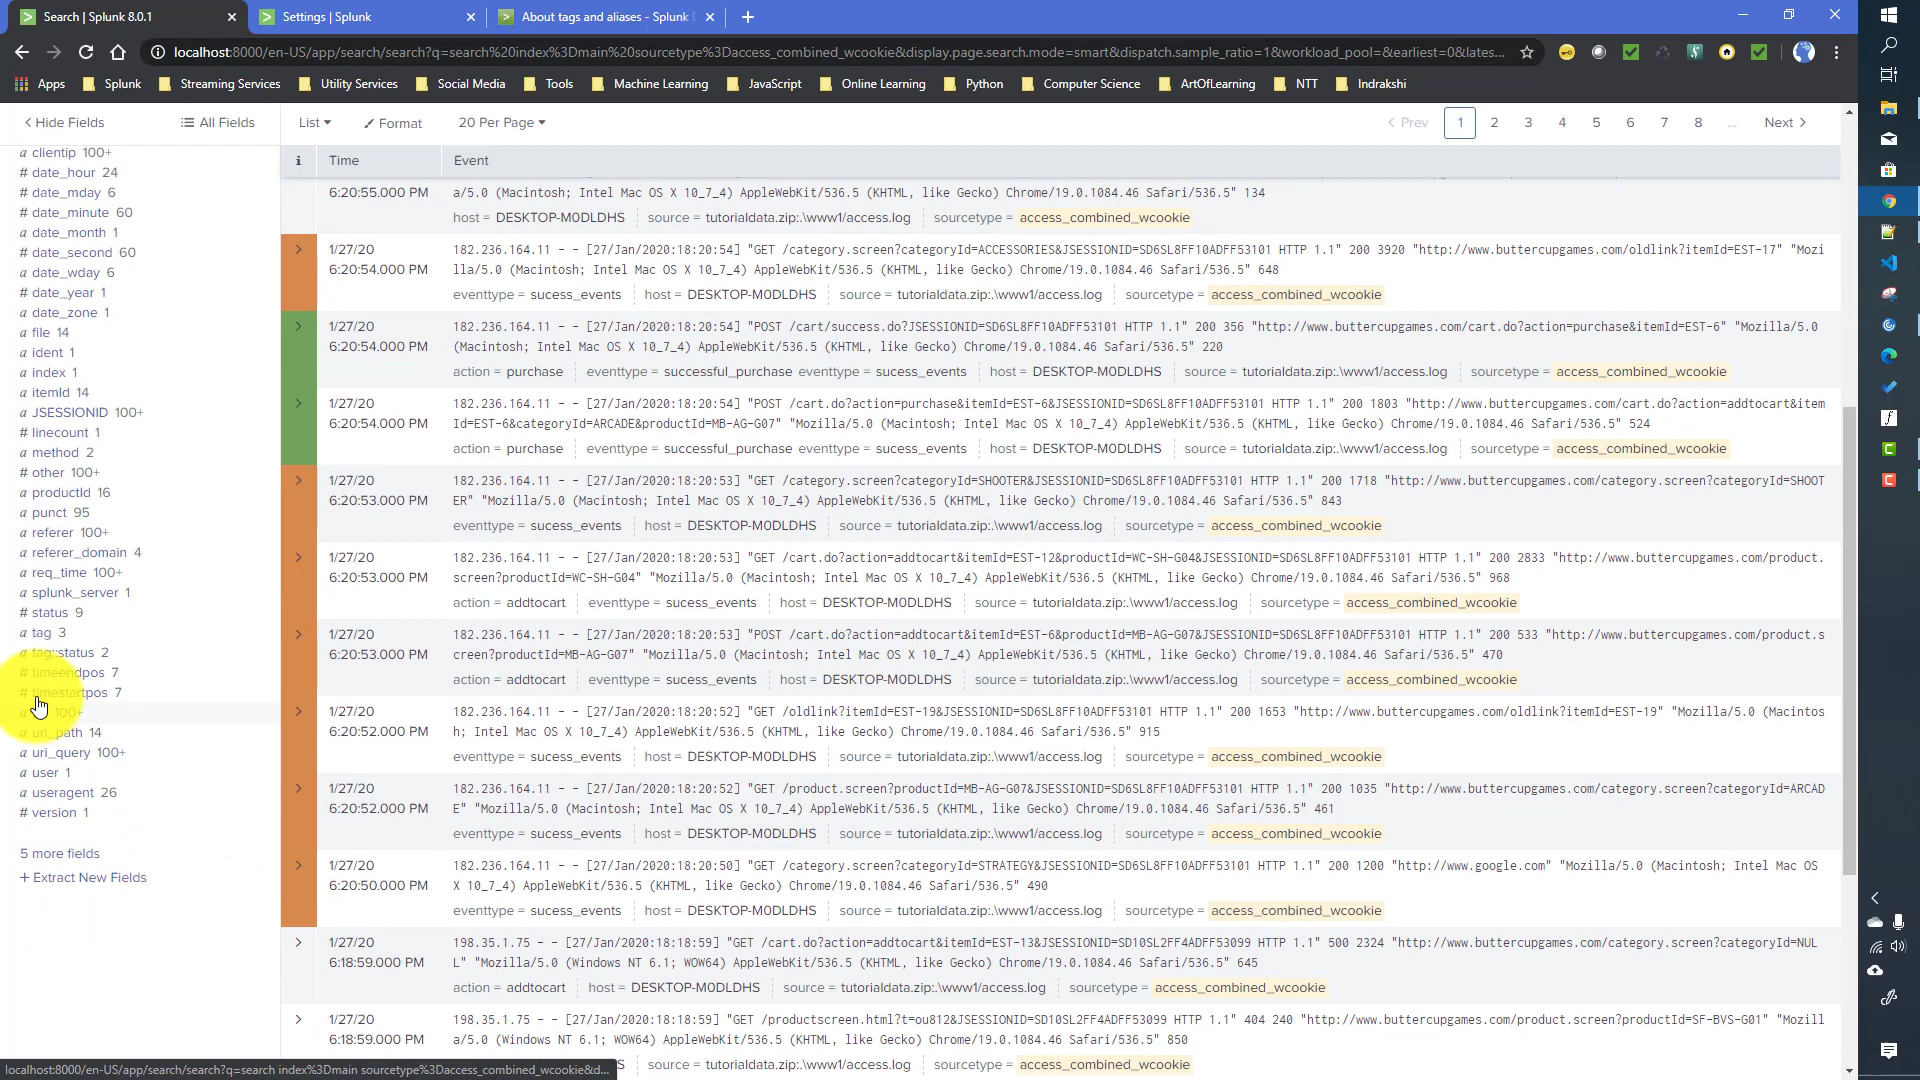 Search | Splunk 8.0.1
Settings | Splunk
About tags and aliases - Splunk
localhost:8000/en-US/app/search/search?q=search%20index%3Dmain%20sourcetype%3Daccess_combined_wcookie&display.page.search.mode=smart&dispatch.sample_ratio=1&workload_pool=&earliest=0&lates...
Apps Splunk Streaming Services Utility Services Social Media Tools Machine Learning JavaScript Online Learning Python Computer Science ArtOfLearning NTT Indrakshi
Hide Fields All Fields
List Format 20 Per Page
Prev 1 2 3 4 5 6 7 8 ... Next
a clientip 100+
# date_hour 24
# date_mday 6
# date_minute 60
a date_month 1
# date_second 60
a date_wday 6
# date_year 1
a date_zone 1
a file 14
a ident 1
a index 1
a itemId 14
a JSESSIONID 100+
# linecount 1
a method 2
# other 100+
a productId 16
a punct 95
a referer 100+
a referer_domain 4
a req_time 100+
a splunk_server 1
# status 9
a tag 3
a tag::status 2
# timeendpos 7
# timestartpos 7
100+
a uri_path 14
a uri_query 100+
a user 1
a useragent 26
# version 1
5 more fields
+ Extract New Fields
i Time Event
6:20:55.000 PM a/5.0 (Macintosh; Intel Mac OS X 10_7_4) AppleWebKit/536.5 (KHTML, like Gecko) Chrome/19.0.1084.46 Safari/536.5" 134
host = DESKTOP-M0DLDHS source = tutorialdata.zip:.\www1/access.log sourcetype = access_combined_wcookie
1/27/20 182.236.164.11 - - [27/Jan/2020:18:20:54] "GET /category.screen?categoryId=ACCESSORIES&JSESSIONID=SD6SL8FF10ADFF53101 HTTP 1.1" 200 3920 "http://www.buttercupgames.com/oldlink?itemId=EST-17" "Mozi
6:20:54.000 PM lla/5.0 (Macintosh; Intel Mac OS X 10_7_4) AppleWebKit/536.5 (KHTML, like Gecko) Chrome/19.0.1084.46 Safari/536.5" 648
eventtype = sucess_events host = DESKTOP-M0DLDHS source = tutorialdata.zip:.\www1/access.log sourcetype = access_combined_wcookie
1/27/20 182.236.164.11 - - [27/Jan/2020:18:20:54] "POST /cart/success.do?JSESSIONID=SD6SL8FF10ADFF53101 HTTP 1.1" 200 356 "http://www.buttercupgames.com/cart.do?action=purchase&itemId=EST-6" "Mozilla/5.0
6:20:54.000 PM (Macintosh; Intel Mac OS X 10_7_4) AppleWebKit/536.5 (KHTML, like Gecko) Chrome/19.0.1084.46 Safari/536.5" 220
action = purchase eventtype = successful_purchase eventtype = sucess_events host = DESKTOP-M0DLDHS source = tutorialdata.zip:.\www1/access.log sourcetype = access_combined_wcookie
1/27/20 182.236.164.11 - - [27/Jan/2020:18:20:54] "POST /cart.do?action=purchase&itemId=EST-6&JSESSIONID=SD6SL8FF10ADFF53101 HTTP 1.1" 200 1803 "http://www.buttercupgames.com/cart.do?action=addtocart&item
6:20:54.000 PM Id=EST-6&categoryId=ARCADE&productId=MB-AG-G07" "Mozilla/5.0 (Macintosh; Intel Mac OS X 10_7_4) AppleWebKit/536.5 (KHTML, like Gecko) Chrome/19.0.1084.46 Safari/536.5" 524
action = purchase eventtype = successful_purchase eventtype = sucess_events host = DESKTOP-M0DLDHS source = tutorialdata.zip:.\www1/access.log sourcetype = access_combined_wcookie
1/27/20 182.236.164.11 - - [27/Jan/2020:18:20:53] "GET /category.screen?categoryId=SHOOTER&JSESSIONID=SD6SL8FF10ADFF53101 HTTP 1.1" 200 1718 "http://www.buttercupgames.com/category.screen?categoryId=SHOOT
6:20:53.000 PM ER" "Mozilla/5.0 (Macintosh; Intel Mac OS X 10_7_4) AppleWebKit/536.5 (KHTML, like Gecko) Chrome/19.0.1084.46 Safari/536.5" 843
eventtype = sucess_events host = DESKTOP-M0DLDHS source = tutorialdata.zip:.\www1/access.log sourcetype = access_combined_wcookie
1/27/20 182.236.164.11 - - [27/Jan/2020:18:20:53] "GET /cart.do?action=addtocart&itemId=EST-12&productId=WC-SH-G04&JSESSIONID=SD6SL8FF10ADFF53101 HTTP 1.1" 200 2833 "http://www.buttercupgames.com/product.
6:20:53.000 PM screen?productId=WC-SH-G04" "Mozilla/5.0 (Macintosh; Intel Mac OS X 10_7_4) AppleWebKit/536.5 (KHTML, like Gecko) Chrome/19.0.1084.46 Safari/536.5" 968
action = addtocart eventtype = sucess_events host = DESKTOP-M0DLDHS source = tutorialdata.zip:.\www1/access.log sourcetype = access_combined_wcookie
1/27/20 182.236.164.11 - - [27/Jan/2020:18:20:53] "POST /cart.do?action=addtocart&itemId=EST-6&productId=MB-AG-G07&JSESSIONID=SD6SL8FF10ADFF53101 HTTP 1.1" 200 533 "http://www.buttercupgames.com/product.s
6:20:53.000 PM creen?productId=MB-AG-G07" "Mozilla/5.0 (Macintosh; Intel Mac OS X 10_7_4) AppleWebKit/536.5 (KHTML, like Gecko) Chrome/19.0.1084.46 Safari/536.5" 470
action = addtocart eventtype = sucess_events host = DESKTOP-M0DLDHS source = tutorialdata.zip:.\www1/access.log sourcetype = access_combined_wcookie
1/27/20 182.236.164.11 - - [27/Jan/2020:18:20:52] "GET /oldlink?itemId=EST-19&JSESSIONID=SD6SL8FF10ADFF53101 HTTP 1.1" 200 1653 "http://www.buttercupgames.com/oldlink?itemId=EST-19" "Mozilla/5.0 (Macintos
6:20:52.000 PM h; Intel Mac OS X 10_7_4) AppleWebKit/536.5 (KHTML, like Gecko) Chrome/19.0.1084.46 Safari/536.5" 915
eventtype = sucess_events host = DESKTOP-M0DLDHS source = tutorialdata.zip:.\www1/access.log sourcetype = access_combined_wcookie
1/27/20 182.236.164.11 - - [27/Jan/2020:18:20:52] "GET /product.screen?productId=MB-AG-G07&JSESSIONID=SD6SL8FF10ADFF53101 HTTP 1.1" 200 1035 "http://www.buttercupgames.com/category.screen?categoryId=ARCAD
6:20:52.000 PM E" "Mozilla/5.0 (Macintosh; Intel Mac OS X 10_7_4) AppleWebKit/536.5 (KHTML, like Gecko) Chrome/19.0.1084.46 Safari/536.5" 461
eventtype = sucess_events host = DESKTOP-M0DLDHS source = tutorialdata.zip:.\www1/access.log sourcetype = access_combined_wcookie
1/27/20 182.236.164.11 - - [27/Jan/2020:18:20:50] "GET /category.screen?categoryId=STRATEGY&JSESSIONID=SD6SL8FF10ADFF53101 HTTP 1.1" 200 1200 "http://www.google.com" "Mozilla/5.0 (Macintosh; Intel Mac OS
6:20:50.000 PM X 10_7_4) AppleWebKit/536.5 (KHTML, like Gecko) Chrome/19.0.1084.46 Safari/536.5" 490
eventtype = sucess_events host = DESKTOP-M0DLDHS source = tutorialdata.zip:.\www1/access.log sourcetype = access_combined_wcookie
1/27/20 198.35.1.75 - - [27/Jan/2020:18:18:59] "GET /cart.do?action=addtocart&itemId=EST-13&JSESSIONID=SD10SL2FF4ADFF53099 HTTP 1.1" 500 2324 "http://www.buttercupgames.com/category.screen?categoryId=NUL
6:18:59.000 PM L" "Mozilla/5.0 (Windows NT 6.1; WOW64) AppleWebKit/536.5 (KHTML, like Gecko) Chrome/19.0.1084.46 Safari/536.5" 645
action = addtocart host = DESKTOP-M0DLDHS source = tutorialdata.zip:.\www1/access.log sourcetype = access_combined_wcookie
1/27/20 198.35.1.75 - - [27/Jan/2020:18:18:59] "GET /productscreen.html?t=ou812&JSESSIONID=SD10SL2FF4ADFF53099 HTTP 1.1" 404 240 "http://www.buttercupgames.com/product.screen?productId=SF-BVS-G01" "Mozill
6:18:59.000 PM a/5.0 (Windows NT 6.1; WOW64) AppleWebKit/536.5 (KHTML, like Gecko) Chrome/19.0.1084.46 Safari/536.5" 850
S source = tutorialdata.zip:.\www1/access.log sourcetype = access_combined_wcookie
localhost:8000/en-US/app/search/search?q=search index%3Dmain sourcetype%3Daccess_combined_wcookie&d...